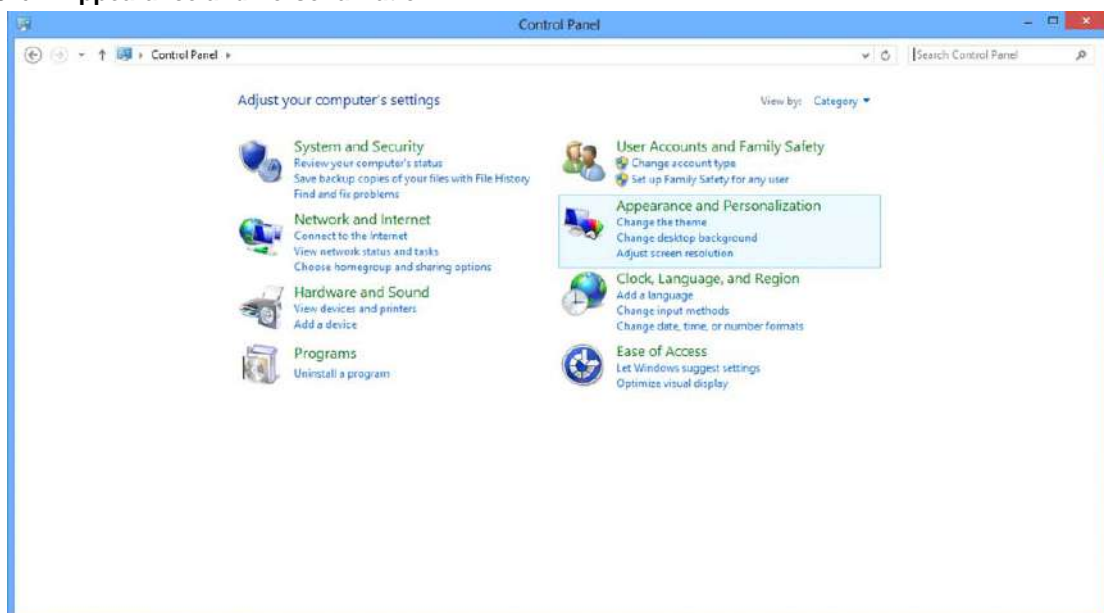 Control Panel
Control Panel
Search Control Panel
Adjust your computer's settings
View by: Category
System and Security
Review your computer's status
Save backup copies of your files with File History
Find and fix problems
Network and Internet
Connect to the Internet
View network status and tasks
Choose homegroup and sharing options
Hardware and Sound
View devices and printers
Add a device
Programs
Uninstall a program
User Accounts and Family Safety
Change account type
Set up Family Safety for any user
Appearance and Personalization
Change the theme
Change desktop background
Adjust screen resolution
Clock, Language, and Region
Add a language
Change input methods
Change date, time, or number formats
Ease of Access
Let Windows suggest settings
Optimize visual display